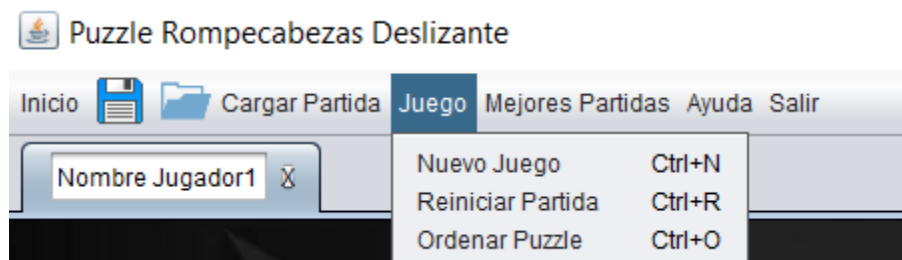 Puzzle Rompecabezas Deslizante
Inicio Cargar Partida Juego Mejores Partidas Ayuda Salir
Nombre Jugador1 X
Nuevo Juego Ctrl+N
Reiniciar Partida Ctrl+R
Ordenar Puzzle Ctrl+O